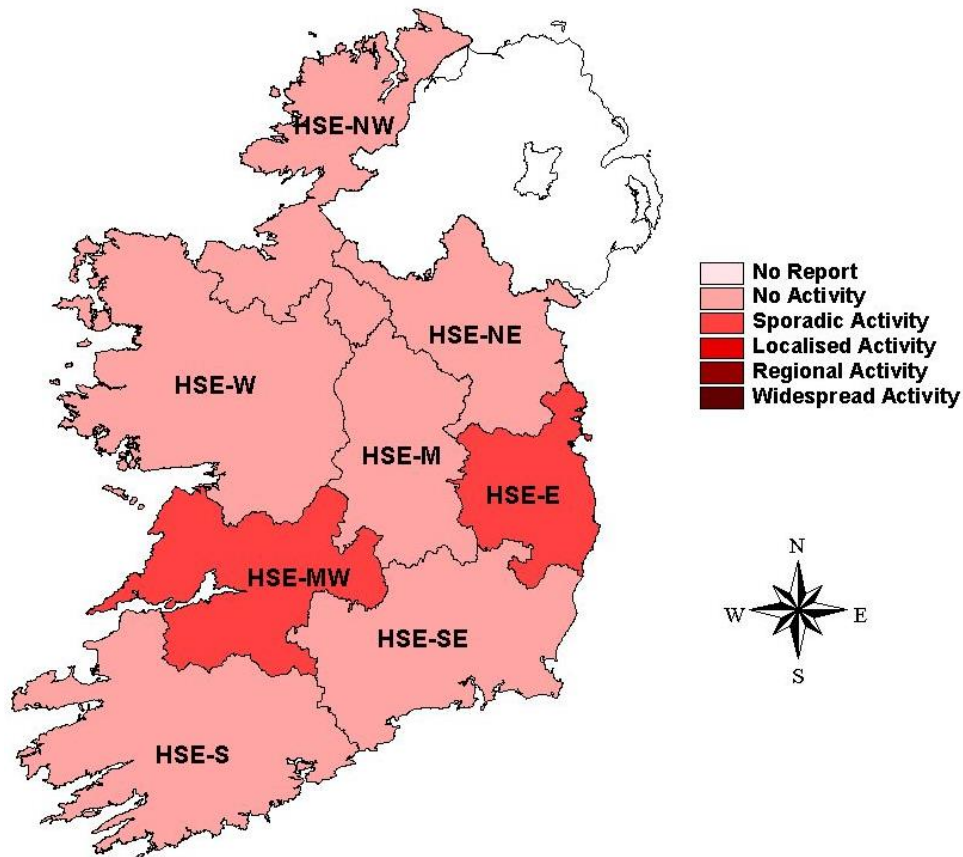 HSE-NW
HSE-NE
HSE-W
HSE-M
HSE-E
HSE-MW
HSE-SE
HSE-S
No Report
No Activity
Sporadic Activity
Localised Activity
Regional Activity
Widespread Activity
N
W E
S